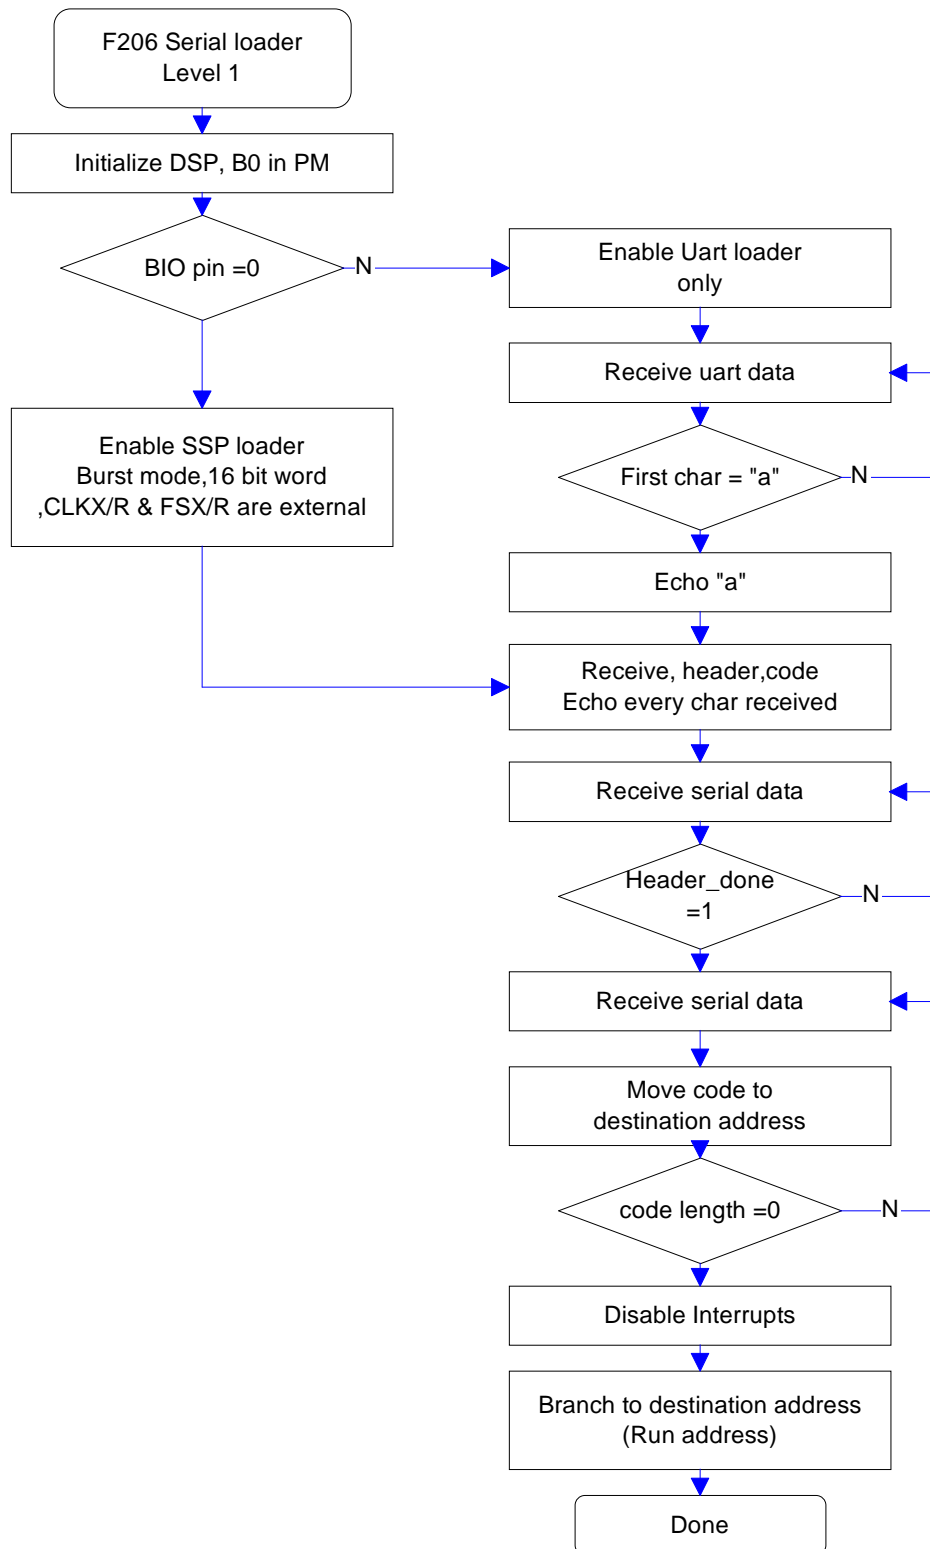 F206 Serial loader
Level 1
Initialize DSP, B0 in PM
BIO pin =0
N
Enable Uart loader
only
Receive uart data
Enable SSP loader
Burst mode,16 bit word
,CLKX/R & FSX/R are external
First char = "a"
N
Echo "a"
Receive, header,code
Echo every char received
Receive serial data
Header_done
=1
N
Receive serial data
Move code to
destination address
code length =0
N
Disable Interrupts
Branch to destination address
(Run address)
Done